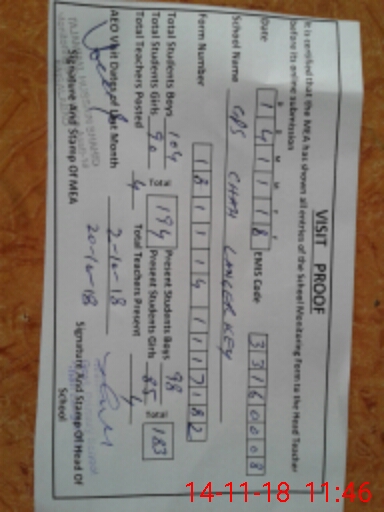 VISIT PROOF
It is certified that the MEA has shown all entries of the School Monitoring Form to the Head Teacher
before its online submission
D D M M Y Y
Date 1 4 1 1 1 8 EMIS Code 3 3 1 6 0 0 0 8
School Name GPS CHAH LANGER KEY
Form Number 1 8 1 1 1 4 1 1 1 7 1 8 2
Total Students Boys 104 Total 194 Present Students Boys 98 Total 183
Total Students Girls 90 Present Students Girls 85
Total Teachers Posted 4 Total Teachers Present 4
AEO Visit Dates of Last Month 2-10-18
20-10-18
Signature And Stamp Of MEA
Signature And Stamp Of Head Of
School
14-11-18 11:46